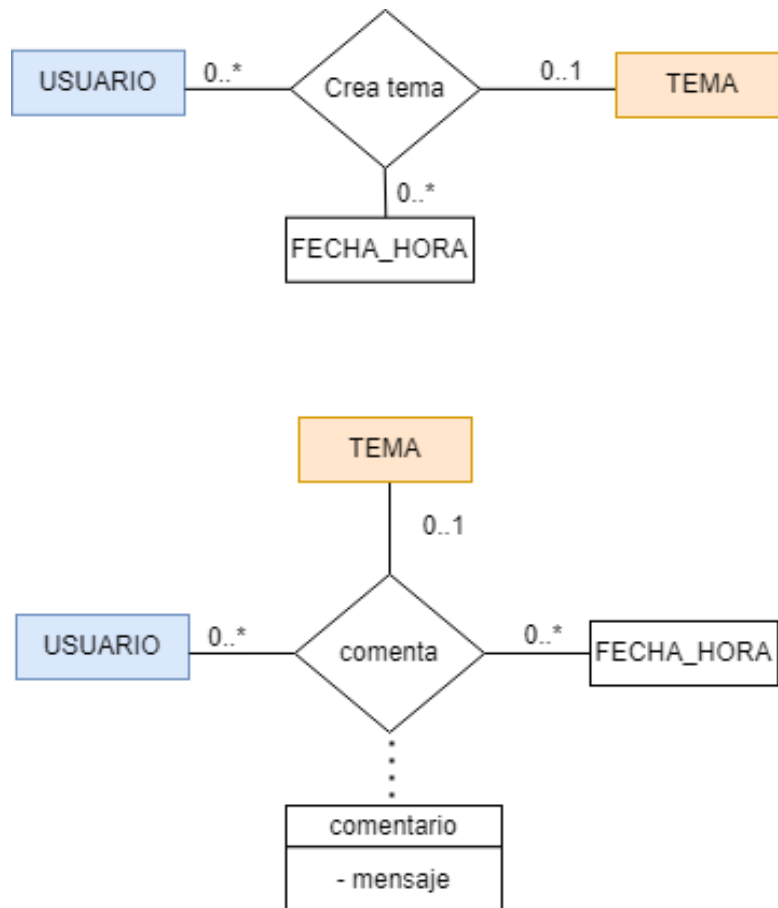 USUARIO
0..*
Crea tema
0..1
TEMA
0..*
FECHA_HORA
TEMA
0..1
USUARIO
0..*
comenta
0..*
FECHA_HORA
comentario
- mensaje